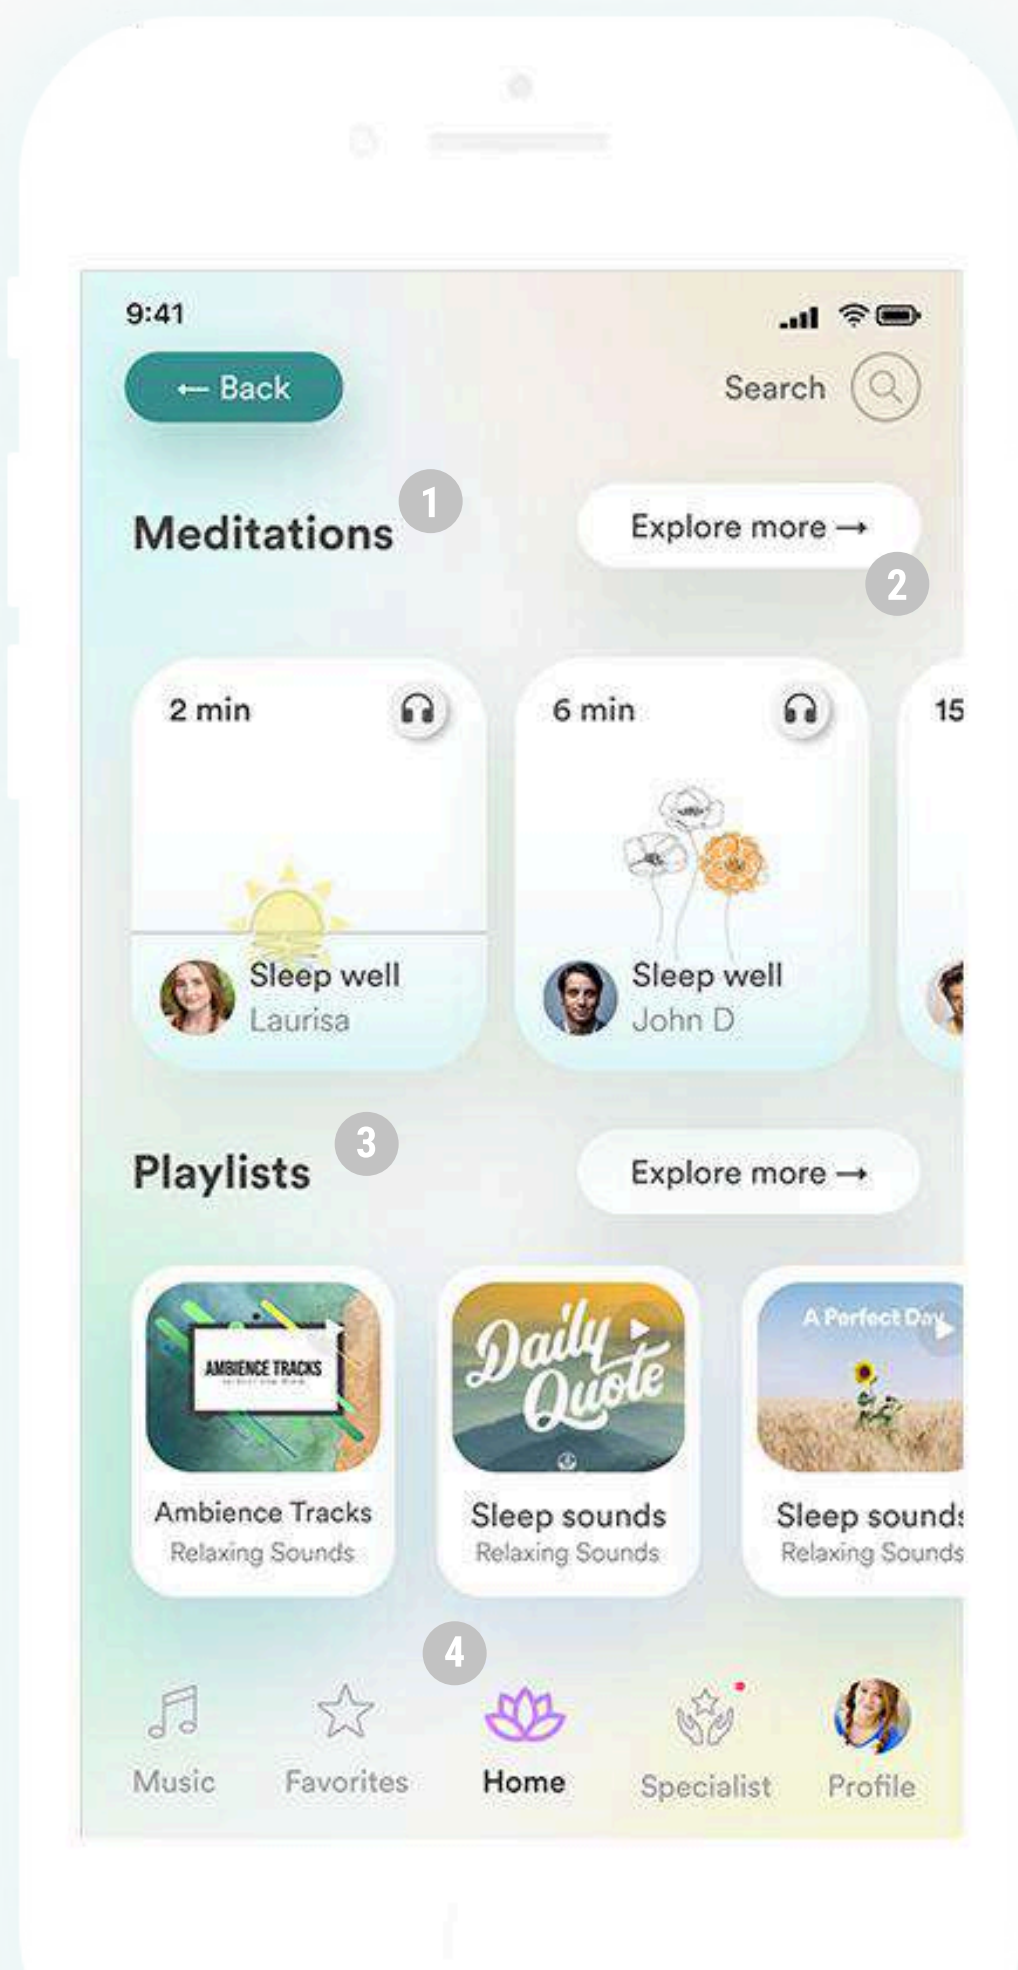 9:41
← Back
Search
Meditations
1
Explore more →
2
2 min
6 min
15
Sleep well
Laurisa
Sleep well
John D
Playlists
3
Explore more →
AMBIENCE TRACKS
Daily
Quote
A Perfect Day
Ambience Tracks
Relaxing Sounds
Sleep sounds
Relaxing Sounds
Sleep sounds
Relaxing Sounds
4
Music
Favorites
Home
Specialist
Profile